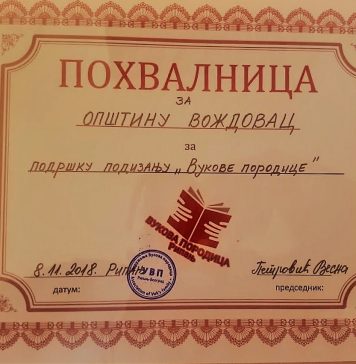 ПОХВАЛНИЦА
ЗА
ОПШТИНУ ВОЖДОВАЦ
за
ПОДРШКУ ПОДИЗАЊУ „ВУКОВЕ ПОРОДИЦЕ"
ВУКОВА ПОРОДИЦА
УВП
8.11.2018. Рипањ
Петровић Весна
датум:
председник: